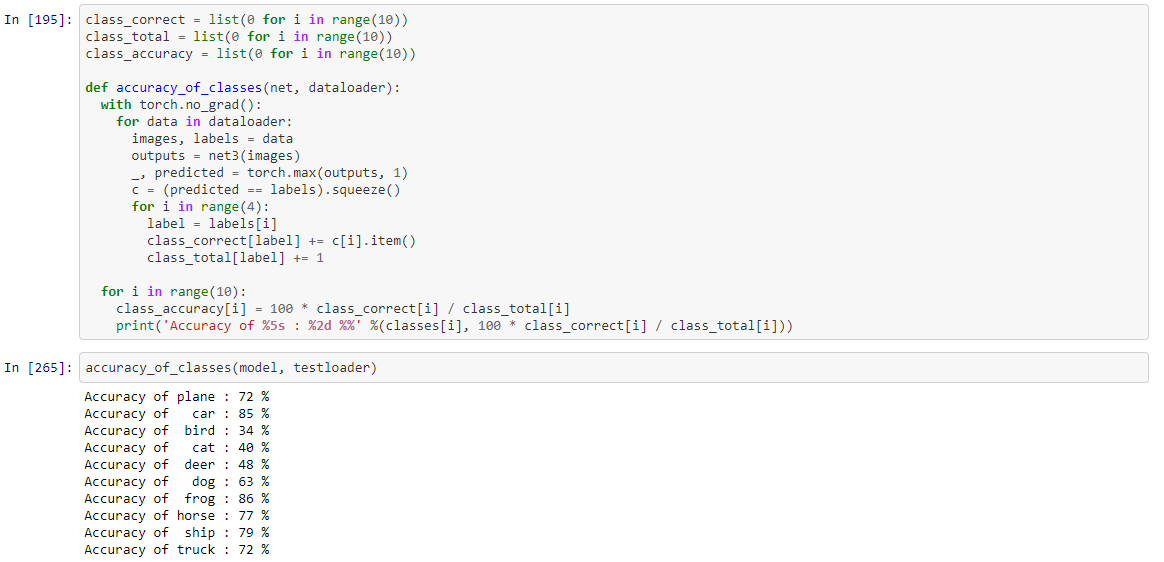 In [195]: class_correct = list(0 for i in range(10))
class_total = list(0 for i in range(10))
class_accuracy = list(0 for i in range(10))

def accuracy_of_classes(net, dataloader):
  with torch.no_grad():
    for data in dataloader:
      images, labels = data
      outputs = net3(images)
      _, predicted = torch.max(outputs, 1)
      c = (predicted == labels).squeeze()
      for i in range(4):
        label = labels[i]
        class_correct[label] += c[i].item()
        class_total[label] += 1

  for i in range(10):
    class_accuracy[i] = 100 * class_correct[i] / class_total[i]
    print('Accuracy of %5s : %2d %%' %(classes[i], 100 * class_correct[i] / class_total[i]))
In [265]: accuracy_of_classes(model, testloader)
Accuracy of plane : 72 %
Accuracy of   car : 85 %
Accuracy of  bird : 34 %
Accuracy of   cat : 40 %
Accuracy of  deer : 48 %
Accuracy of   dog : 63 %
Accuracy of  frog : 86 %
Accuracy of horse : 77 %
Accuracy of  ship : 79 %
Accuracy of truck : 72 %